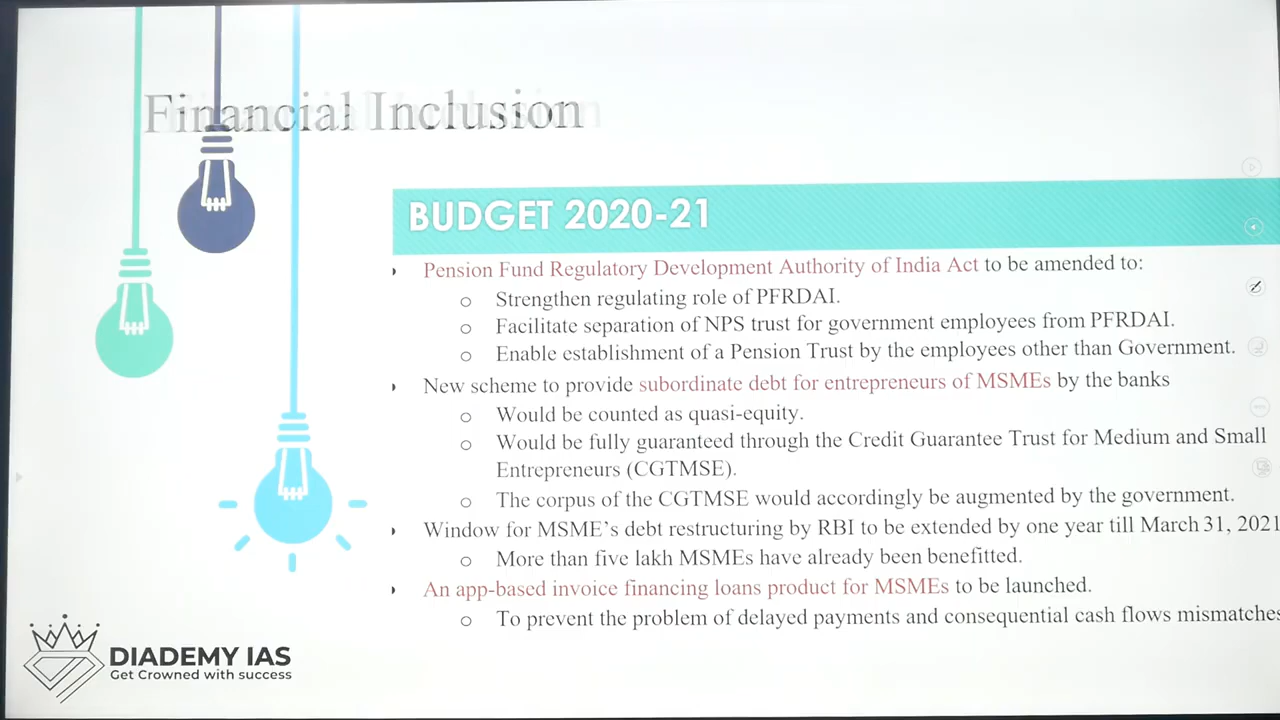 Financial Inclusion
BUDGET 2020-21
Pension Fund Regulatory Development Authority of India Act to be amended to:
Strengthen regulating role of PFRDAI.
Facilitate separation of NPS trust for government employees from PFRDAI.
Enable establishment of a Pension Trust by the employees other than Government.
New scheme to provide subordinate debt for entrepreneurs of MSMEs by the banks
Would be counted as quasi-equity.
Would be fully guaranteed through the Credit Guarantee Trust for Medium and Small
Entrepreneurs (CGTMSE).
The corpus of the CGTMSE would accordingly be augmented by the government.
Window for MSME's debt restructuring by RBI to be extended by one year till March 31, 2021
More than five lakh MSMEs have already been benefitted.
An app-based invoice financing loans product for MSMEs to be launched.
To prevent the problem of delayed payments and consequential cash flows mismatches
DIADEMY IAS
Get Crowned with success